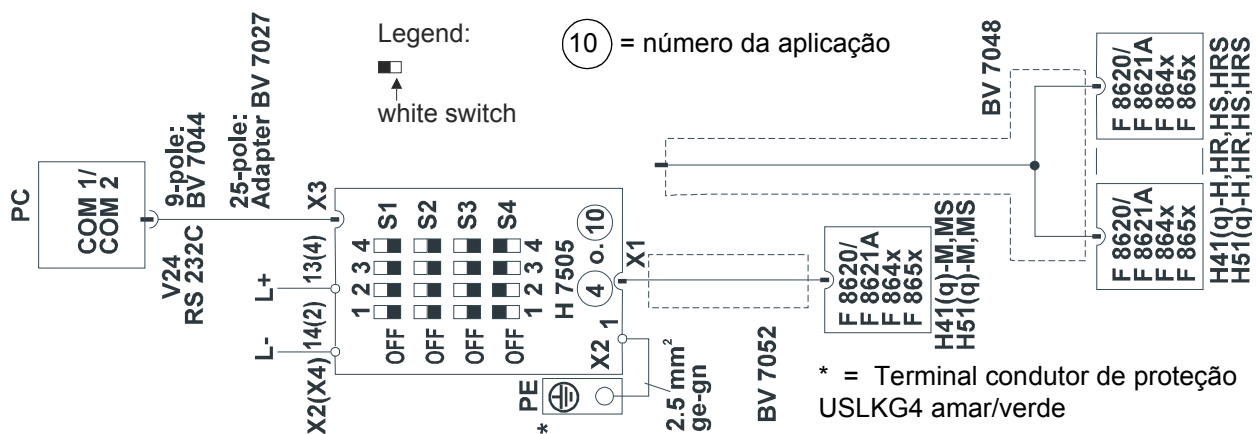 Legend:
white switch
10 = número da aplicação
PC
COM 1/
COM 2
V24
RS 232C
9-pole:
BV 7044
25-pole:
Adapter BV 7027
L+
L-
13(4)
14(2)
X2(X4)
X3
1 2 3 4
OFF S1
OFF S2
OFF S3
OFF S4
1 2 3 4
H 7505
4 o. 10
X1
X2 1
PE
*
2.5 mm²
ge-gn
BV 7052
F 8620/
F 8621A
F 864x
F 865x
H41(q)-M,MS
H51(q)-M,MS
BV 7048
F 8620/
F 8621A
F 864x
F 865x
F 8620/
F 8621A
F 864x
F 865x
H41(q)-H,HR,HS,HRS
H51(q)-H,HR,HS,HRS
* = Terminal condutor de proteção
USLKG4 amar/verde